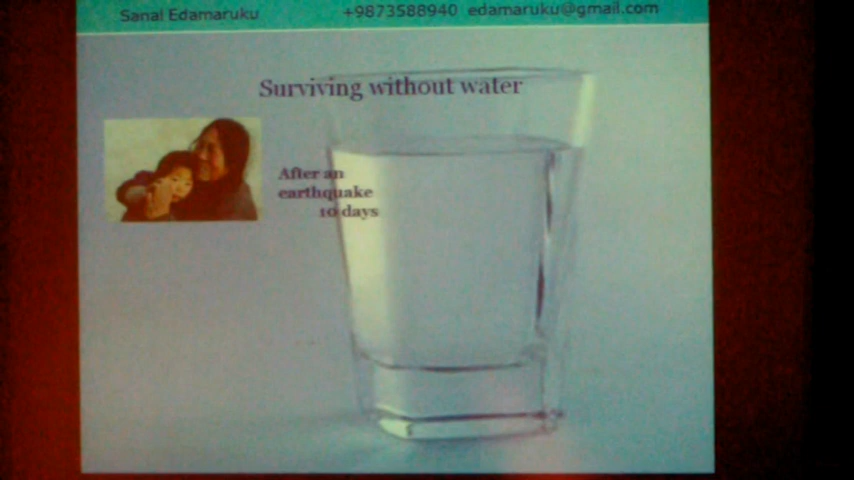 Sanal Edamaruku +9873588940 edamaruku@gmail.com
Surviving without water
After an
earthquake
10 days